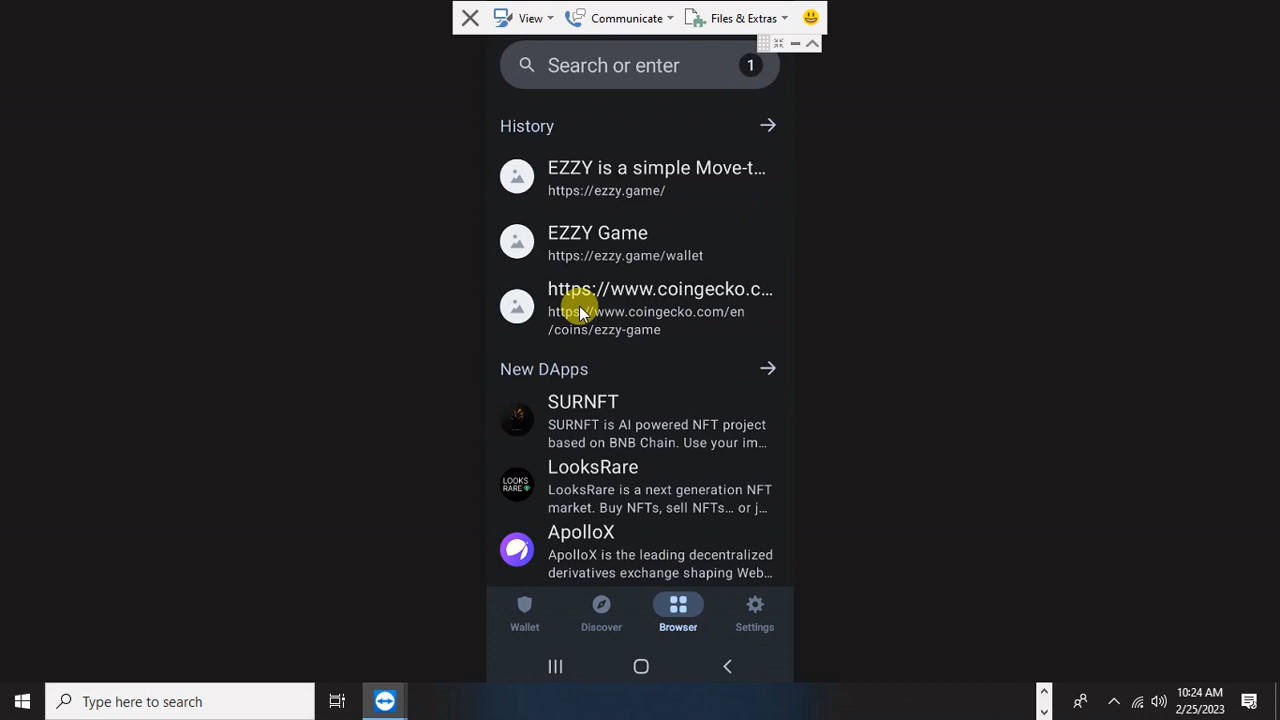 View
Communicate
Files & Extras
Search or enter
1
History
EZZY is a simple Move-t...
https://ezzy.game/
EZZY Game
https://ezzy.game/wallet
https://www.coingecko.c...
https://www.coingecko.com/en
/coins/ezzy-game
New DApps
SURNFT
SURNFT is AI powered NFT project
based on BNB Chain. Use your im...
LOOKS
RARE
LooksRare
LooksRare is a next generation NFT
market. Buy NFTs, sell NFTs... or j...
ApolloX
ApolloX is the leading decentralized
derivatives exchange shaping Web...
Wallet
Discover
Browser
Settings
Type here to search
10:24 AM
2/25/2023